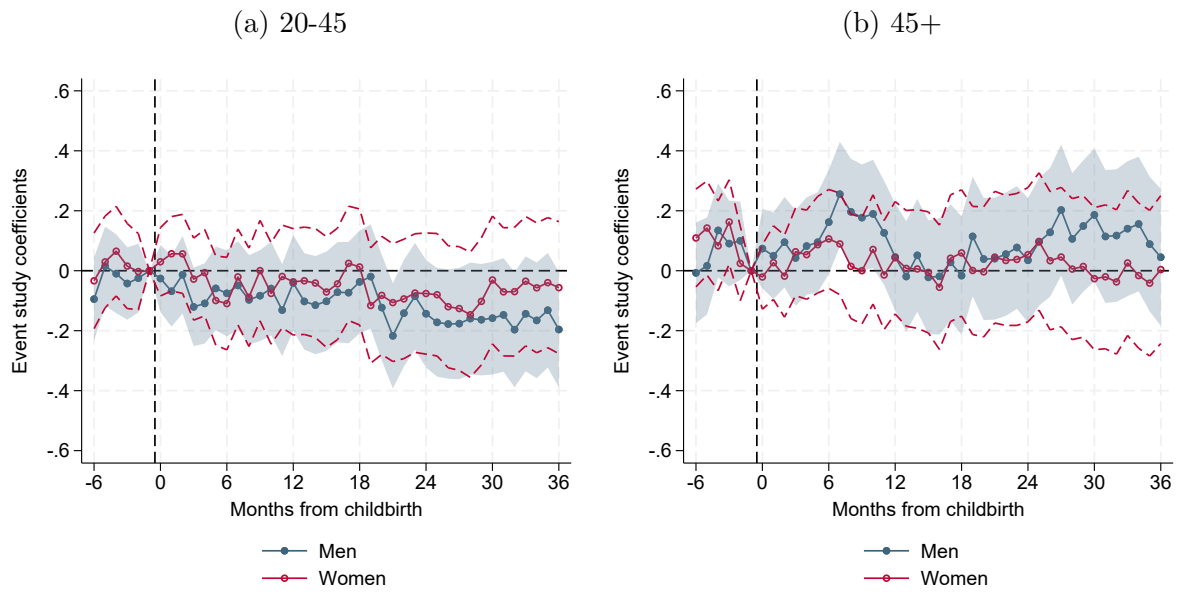 (a) 20-45
(b) 45+
Event study coefficients
.6
.4
.2
0
-.2
-.4
-.6
-6 0 6 12 18 24 30 36
Months from childbirth
Men
Women
Event study coefficients
.6
.4
.2
0
-.2
-.4
-.6
-6 0 6 12 18 24 30 36
Months from childbirth
Men
Women